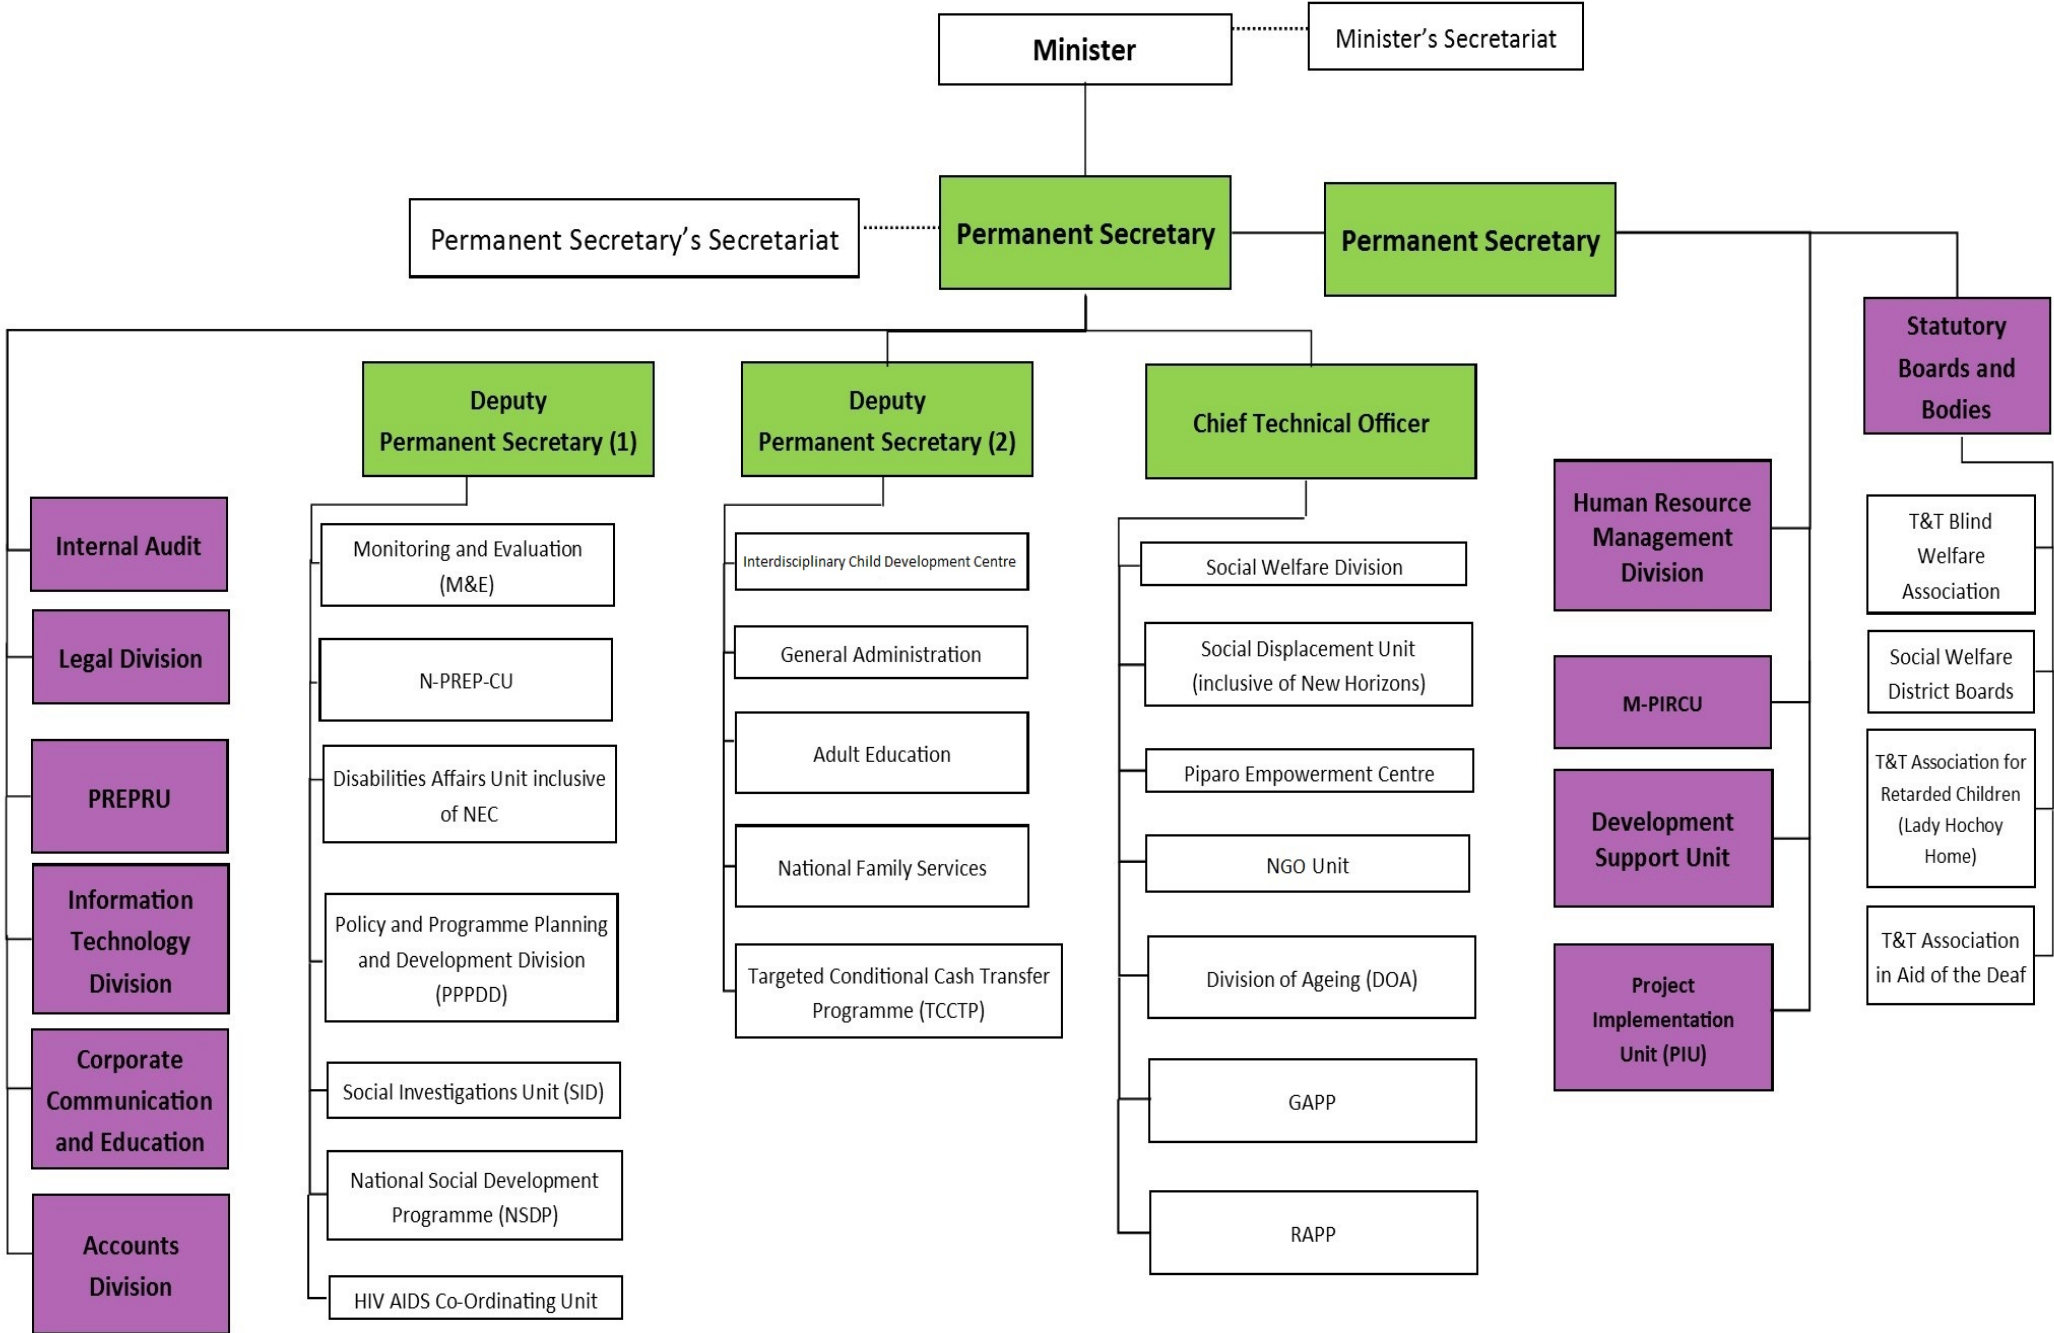 Minister
Minister’s Secretariat
Permanent Secretary’s Secretariat
Permanent Secretary
Permanent Secretary
Statutory
Boards and
Bodies
Deputy
Permanent Secretary (1)
Deputy
Permanent Secretary (2)
Chief Technical Officer
Internal Audit
Legal Division
PREPRU
Information
Technology
Division
Corporate
Communication
and Education
Accounts
Division
Monitoring and Evaluation
(M&E)
N-PREP-CU
Disabilities Affairs Unit inclusive
of NEC
Policy and Programme Planning
and Development Division
(PPPDD)
Social Investigations Unit (SID)
National Social Development
Programme (NSDP)
HIV AIDS Co-Ordinating Unit
Interdisciplinary Child Development Centre
General Administration
Adult Education
National Family Services
Targeted Conditional Cash Transfer
Programme (TCCTP)
Social Welfare Division
Social Displacement Unit
(inclusive of New Horizons)
Piparo Empowerment Centre
NGO Unit
Division of Ageing (DOA)
GAPP
RAPP
Human Resource
Management
Division
M-PIRCU
Development
Support Unit
Project
Implementation
Unit (PIU)
T&T Blind
Welfare
Association
Social Welfare
District Boards
T&T Association for
Retarded Children
(Lady Hochoy
Home)
T&T Association
in Aid of the Deaf